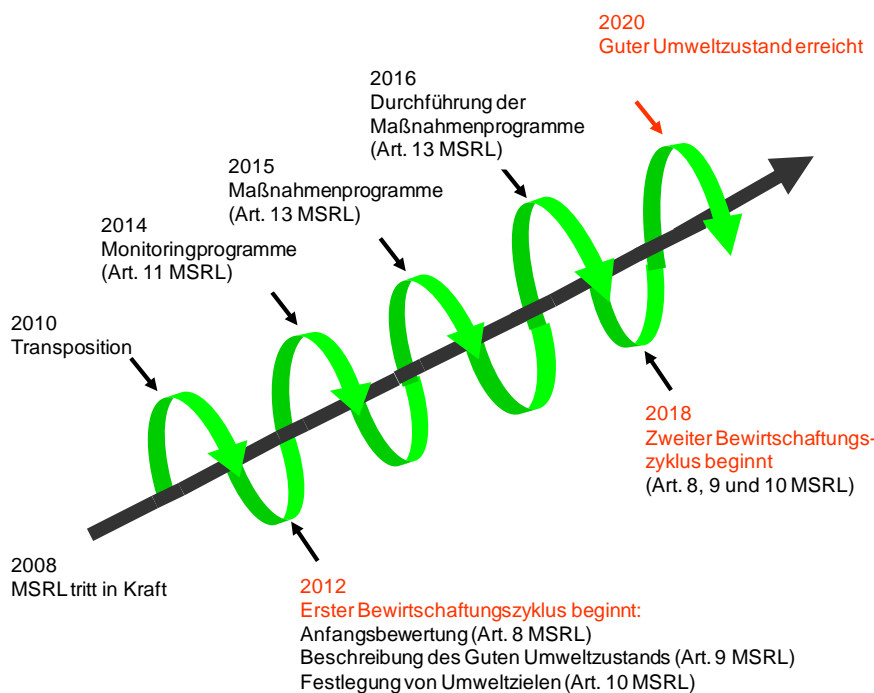 2020
Guter Umweltzustand erreicht
2016
Durchführung der
Maßnahmenprogramme
(Art. 13 MSRL)
2015
Maßnahmenprogramme
(Art. 13 MSRL)
2014
Monitoringprogramme
(Art. 11 MSRL)
2010
Transposition
2018
Zweiter Bewirtschaftungs-
zyklus beginnt
(Art. 8, 9 und 10 MSRL)
2008
MSRL tritt in Kraft
2012
Erster Bewirtschaftungszyklus beginnt:
Anfangsbewertung (Art. 8 MSRL)
Beschreibung des Guten Umweltzustands (Art. 9 MSRL)
Festlegung von Umweltzielen (Art. 10 MSRL)